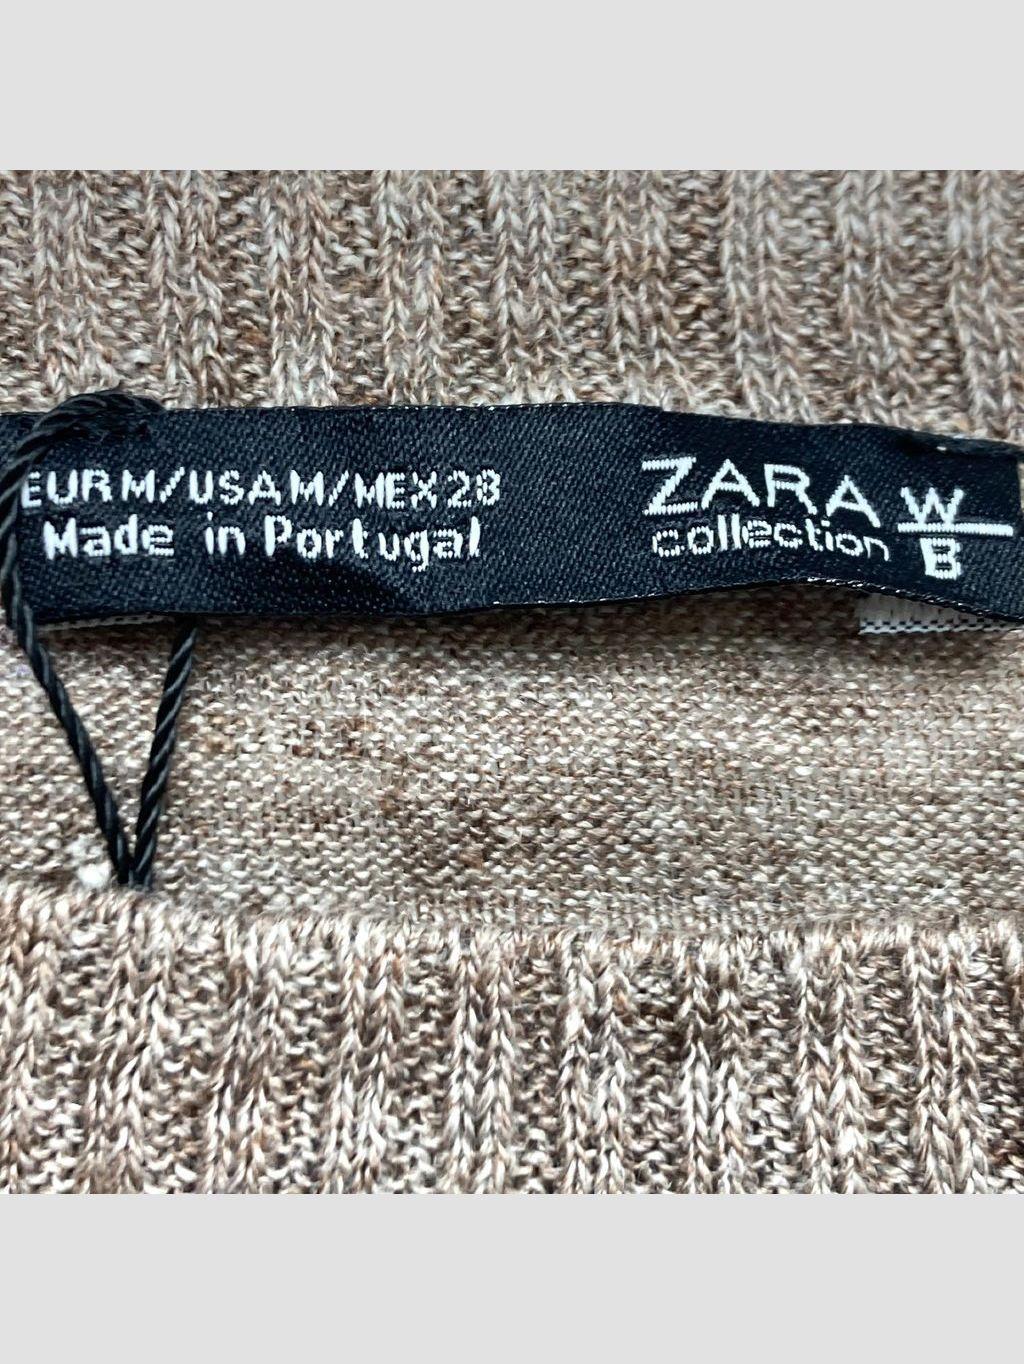 EUR M/USA M/MEX 28
Made in Portugal
ZARA
collection
W
B